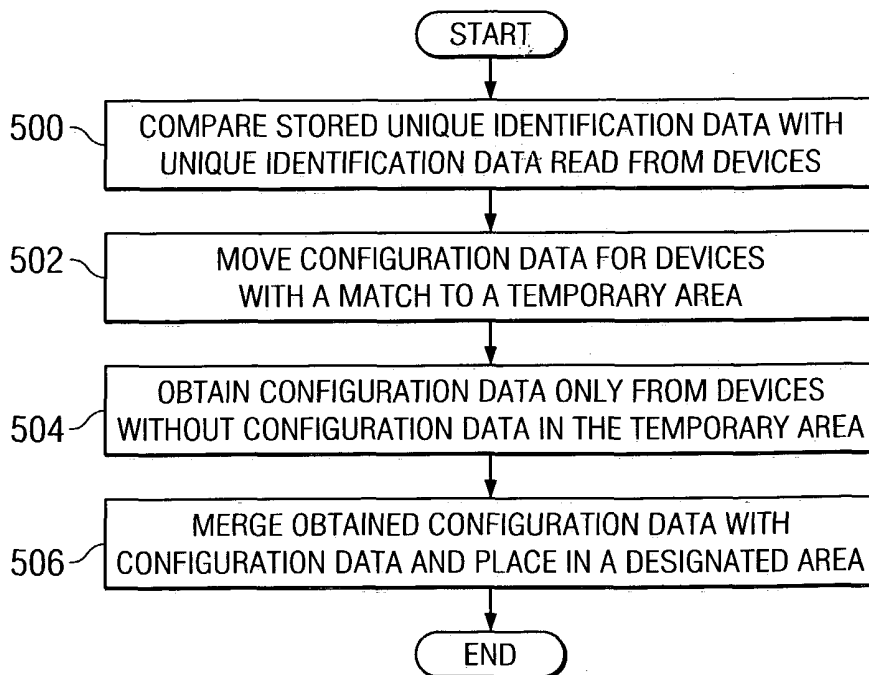 START
500
COMPARE STORED UNIQUE IDENTIFICATION DATA WITH
UNIQUE IDENTIFICATION DATA READ FROM DEVICES
502
MOVE CONFIGURATION DATA FOR DEVICES
WITH A MATCH TO A TEMPORARY AREA
504
OBTAIN CONFIGURATION DATA ONLY FROM DEVICES
WITHOUT CONFIGURATION DATA IN THE TEMPORARY AREA
506
MERGE OBTAINED CONFIGURATION DATA WITH
CONFIGURATION DATA AND PLACE IN A DESIGNATED AREA
END